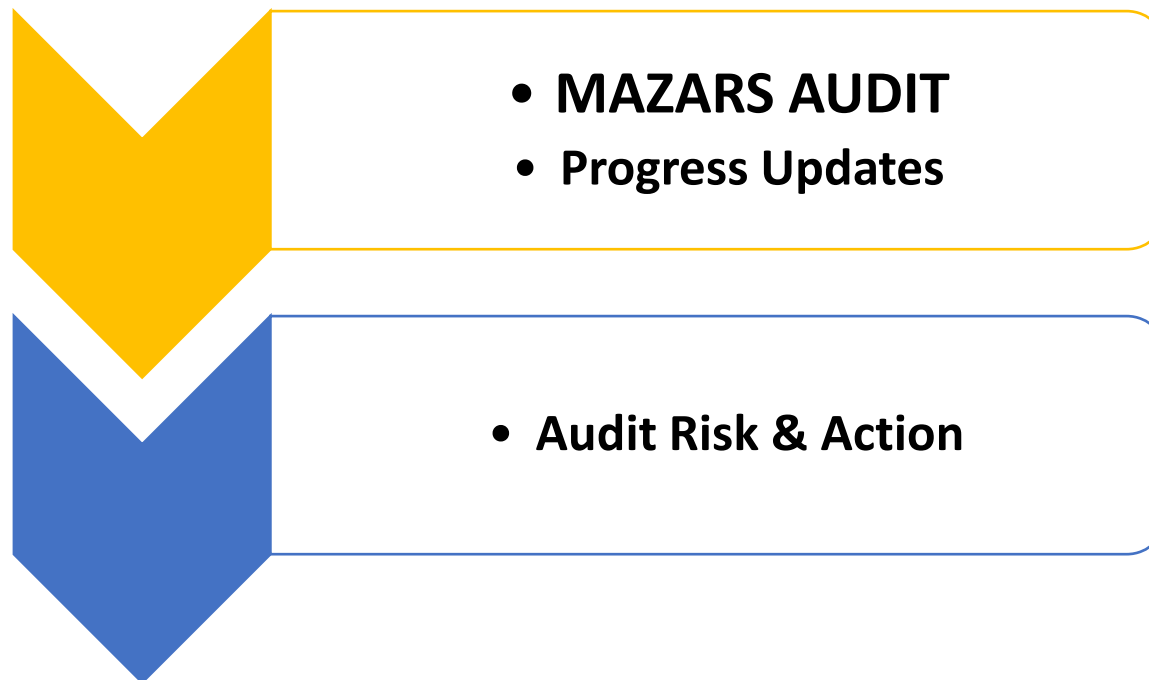 • MAZARS AUDIT
• Progress Updates
• Audit Risk & Action